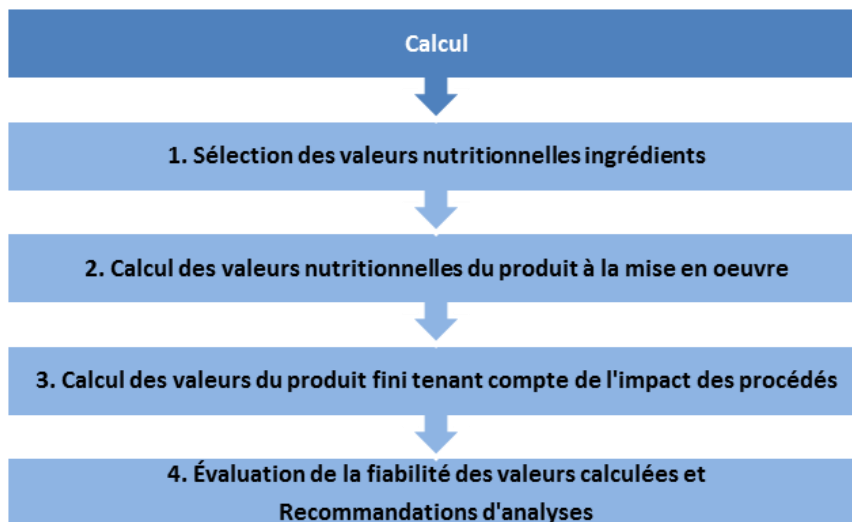 Calcul
1. Sélection des valeurs nutritionnelles ingrédients
2. Calcul des valeurs nutritionnelles du produit à la mise en oeuvre
3. Calcul des valeurs du produit fini tenant compte de l'impact des procédés
4. Évaluation de la fiabilité des valeurs calculées et
Recommandations d'analyses